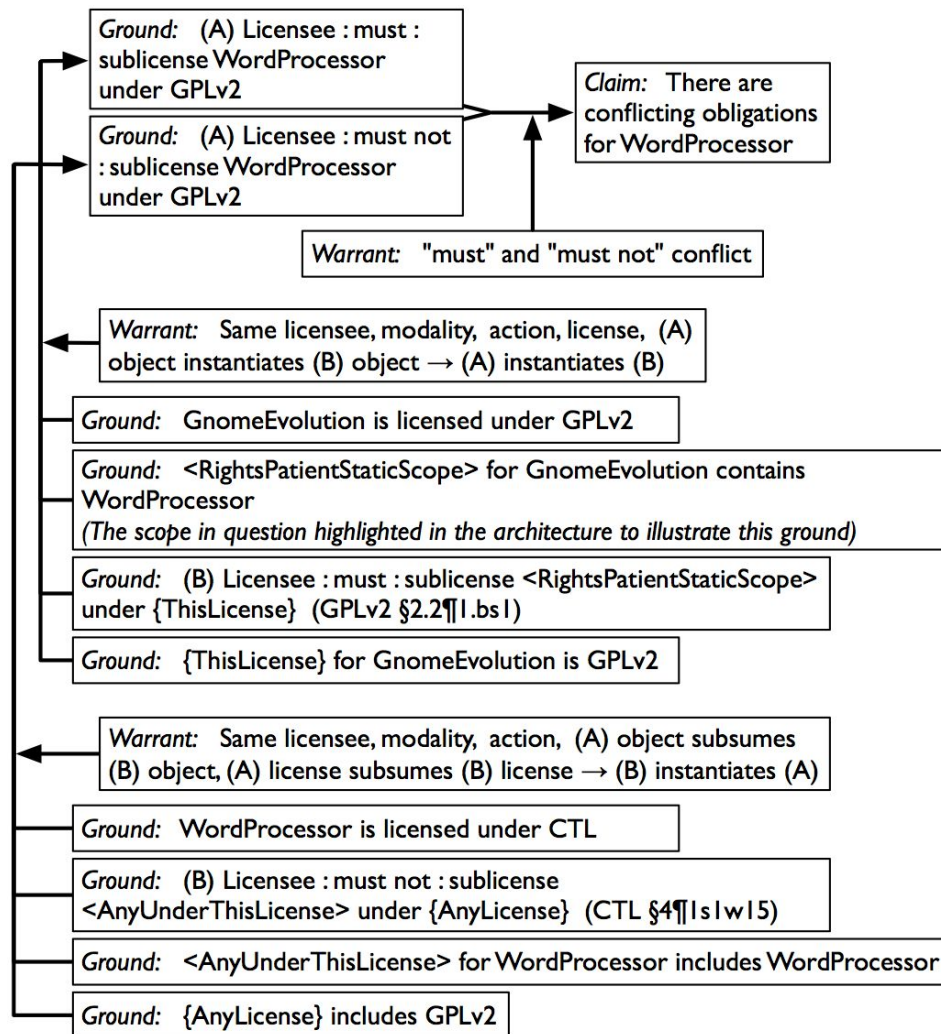 Ground: (A) Licensee : must :
sublicense WordProcessor
under GPLv2
Claim: There are
conflicting obligations
for WordProcessor
Ground: (A) Licensee : must not
: sublicense WordProcessor
under GPLv2
Warrant: "must" and "must not" conflict
Warrant: Same licensee, modality, action, license, (A)
object instantiates (B) object → (A) instantiates (B)
Ground: GnomeEvolution is licensed under GPLv2
Ground: <RightsPatientStaticScope> for GnomeEvolution contains
WordProcessor
(The scope in question highlighted in the architecture to illustrate this ground)
Ground: (B) Licensee : must : sublicense <RightsPatientStaticScope>
under {ThisLicense} (GPLv2 §2.2¶1.bs1)
Ground: {ThisLicense} for GnomeEvolution is GPLv2
Warrant: Same licensee, modality, action, (A) object subsumes
(B) object, (A) license subsumes (B) license → (B) instantiates (A)
Ground: WordProcessor is licensed under CTL
Ground: (B) Licensee : must not : sublicense
<AnyUnderThisLicense> under {AnyLicense} (CTL §4¶1s1w15)
Ground: <AnyUnderThisLicense> for WordProcessor includes WordProcessor
Ground: {AnyLicense} includes GPLv2